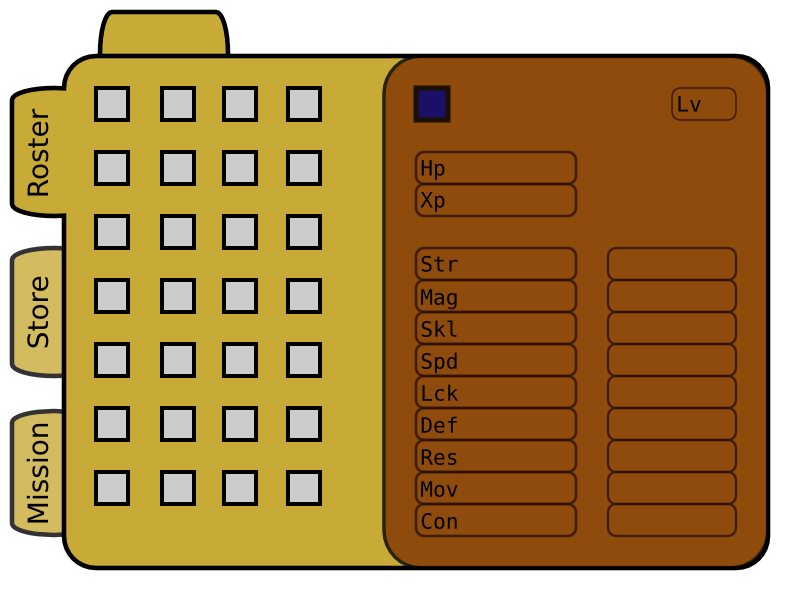 Roster
Store
Mission
Lv
Hp
Xp
Str
Mag
Skl
Spd
Lck
Def
Res
Mov
Con